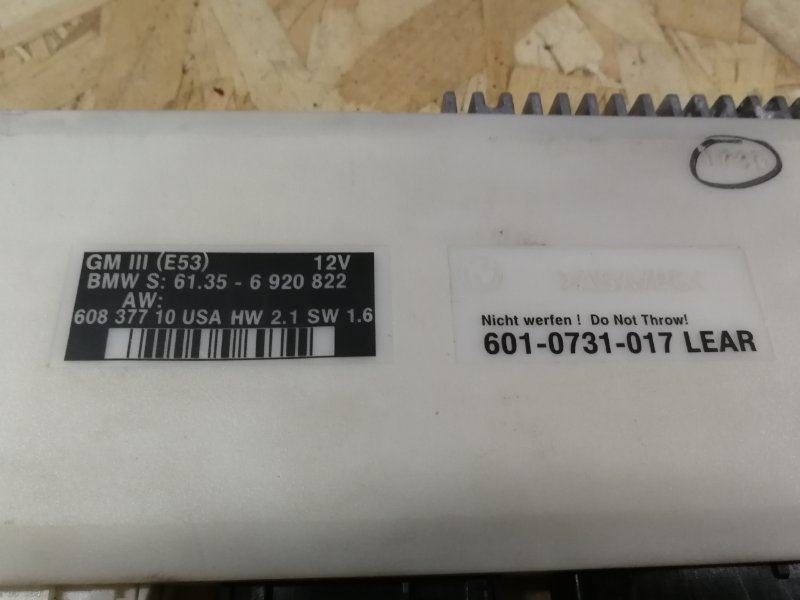 GM III (E53) 12V
BMW S: 61.35 - 6 920 822
AW:
608 377 10 USA HW 2.1 SW 1.6
Nicht werfen ! Do Not Throw!
601-0731-017 LEAR